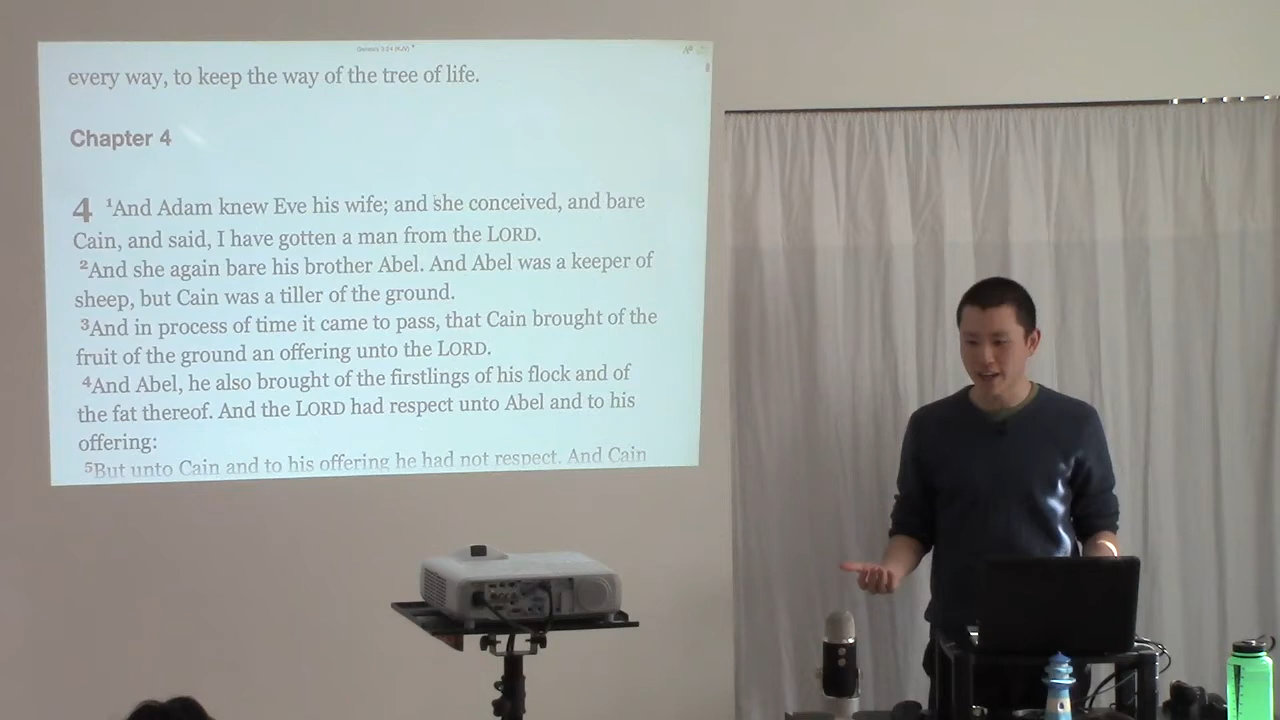 Genesis 3:24 (KJV)
every way, to keep the way of the tree of life.
Chapter 4
4 ¹And Adam knew Eve his wife; and she conceived, and bare
Cain, and said, I have gotten a man from the LORD.
²And she again bare his brother Abel. And Abel was a keeper of
sheep, but Cain was a tiller of the ground.
³And in process of time it came to pass, that Cain brought of the
fruit of the ground an offering unto the LORD.
⁴And Abel, he also brought of the firstlings of his flock and of
the fat thereof. And the LORD had respect unto Abel and to his
offering:
⁵But unto Cain and to his offering he had not respect. And Cain